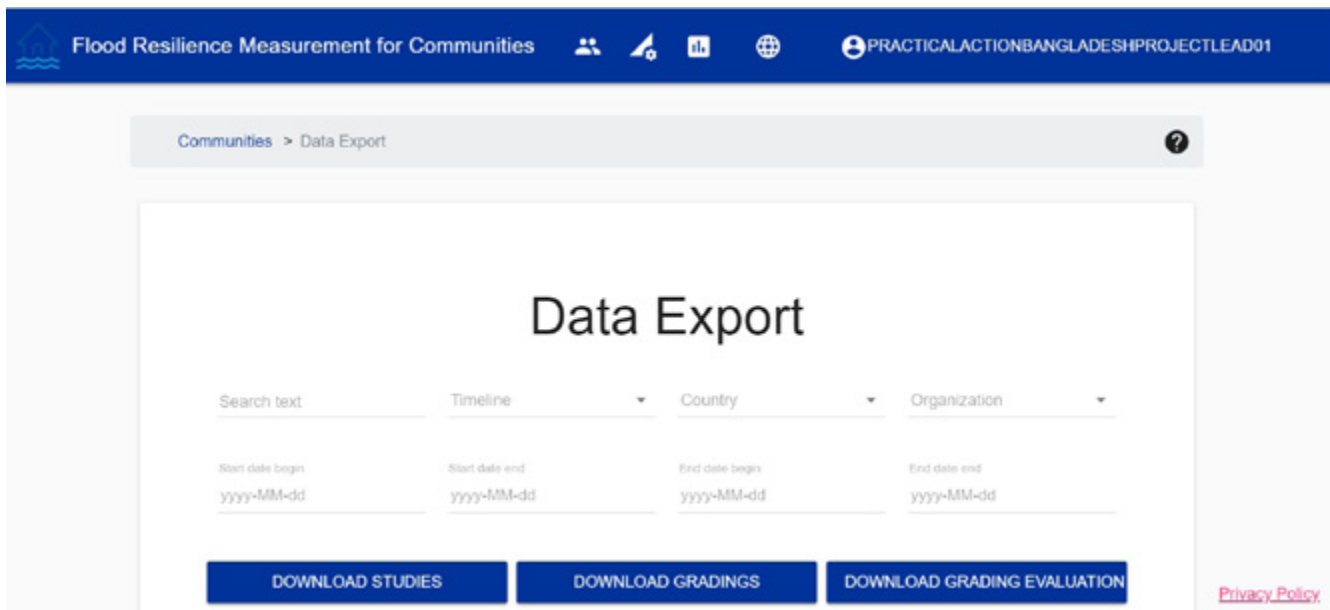 Flood Resilience Measurement for Communities PRACTICALACTIONBANGLADESHPROJECTLEAD01
Communities > Data Export
Data Export
Search text Timeline Country Organization
Start date begin Start date end End date begin End date end
yyyy-MM-dd yyyy-MM-dd yyyy-MM-dd yyyy-MM-dd
DOWNLOAD STUDIES DOWNLOAD GRADINGS DOWNLOAD GRADING EVALUATION
Privacy Policy